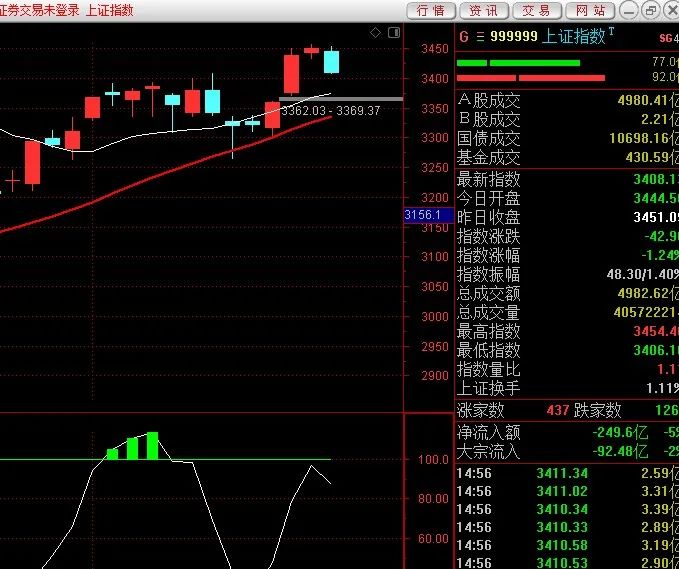 证券交易未登录 上证指数 行情 资讯 交易 网站
G 三 999999 上证指数 T SG4
77.0亿
92.0亿
A股成交 4980.41亿
B股成交 2.21亿
国债成交 10698.16亿
基金成交 430.59亿
最新指数 3408.1
今日开盘 3444.5
昨日收盘 3451.0
指数涨跌 -42.9
指数涨幅 -1.24%
指数振幅 48.30/1.40%
总成交额 4982.62亿
总成交量 40572221
最高指数 3454.4
最低指数 3406.1
指数量比 1.1
上证换手 1.11%
涨家数 437 跌家数 126
净流入额 -249.6亿 -5%
大宗流入 -92.48亿 -2%
14:56 3411.34 2.59亿
14:56 3411.02 3.31亿
14:56 3410.34 3.39亿
14:56 3410.33 2.89亿
14:56 3410.58 3.19亿
14:56 3410.53 2.90亿
3450
3400
3350
3362.03 - 3369.37
3300
3250
3200
3156.1
3150
3100
3050
3000
2950
2900
100.0
80.00
60.00